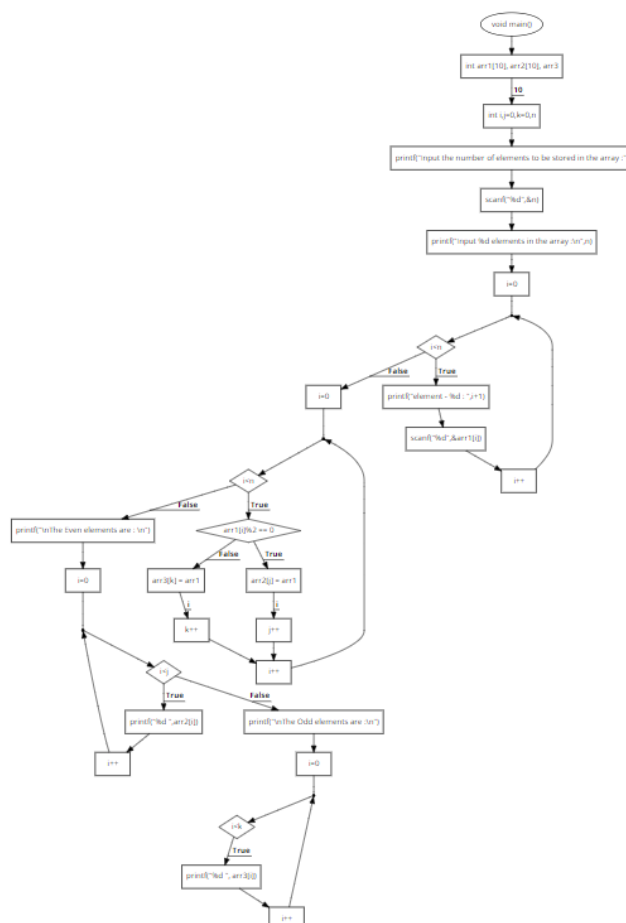 void main()
int arr1[10], arr2[10], arr3
10
int i,j=0,k=0,n
printf("Input the number of elements to be stored in the array :"
scanf("%d",&n)
printf("Input %d elements in the array :\n",n)
i=0
i<n
False
True
i=0
printf("element - %d : ",i+1)
scanf("%d",&arr1[i])
i++
i<n
False
True
printf("\nThe Even elements are : \n")
arr1[i]%2 == 0
False
True
i=0
arr3[k] = arr1
arr2[j] = arr1
i
i
k++
j++
i++
i<j
True
False
printf("%d ",arr2[i])
printf("\nThe Odd elements are :\n")
i++
i=0
i<k
True
printf("%d ", arr3[i])
i++